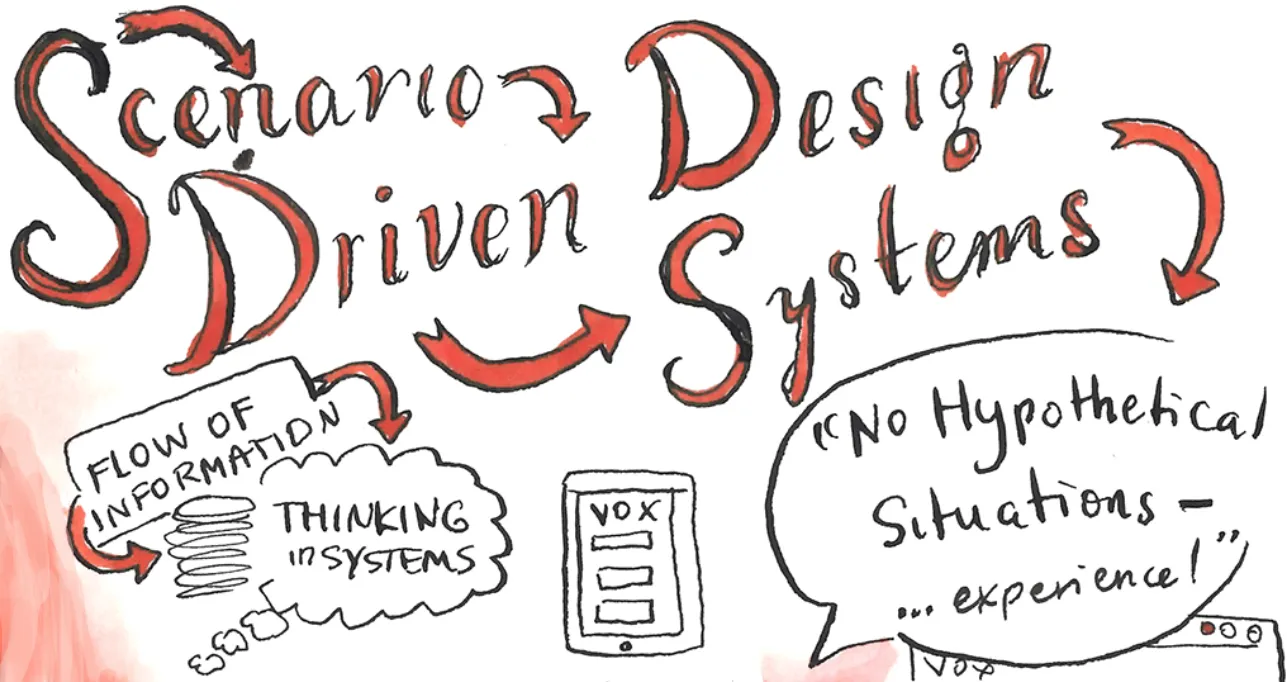 Scenario Design
Driven Systems
FLOW OF
INFORMATION
THINKING
in SYSTEMS
VOX
"No Hypothetical
Situations –
... experience!"
VOX